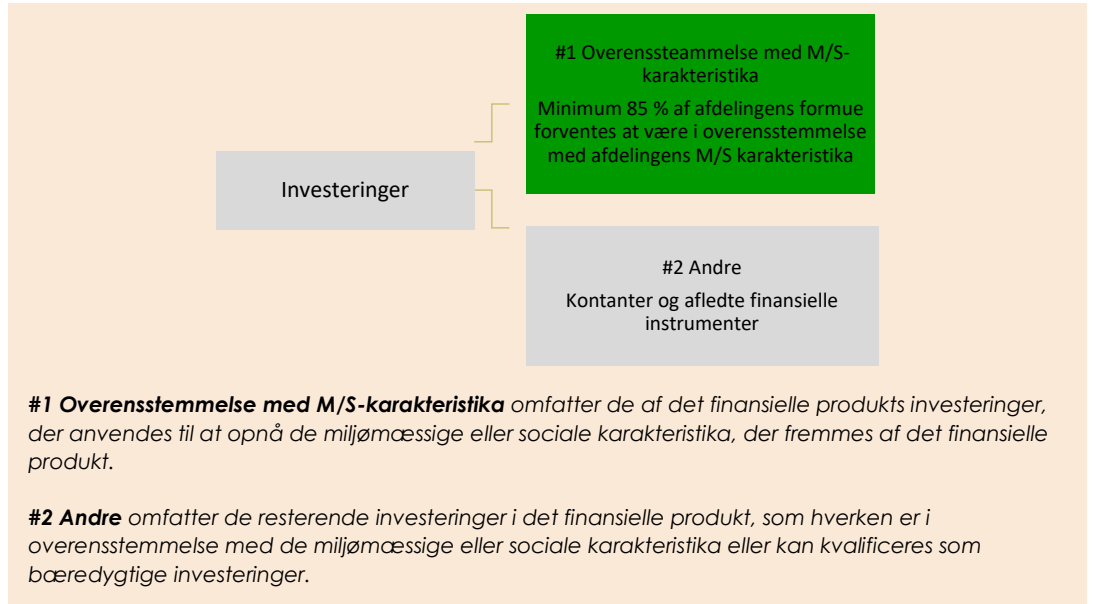 #1 Overenssteammelse med M/S-
karakteristika
Minimum 85 % af afdelingens formue
forventes at være i overensstemmelse
med afdelingens M/S karakteristika
Investeringer
#2 Andre
Kontanter og afledte finansielle
instrumenter
#1 Overensstemmelse med M/S-karakteristika omfatter de af det finansielle produkts investeringer,
der anvendes til at opnå de miljømæssige eller sociale karakteristika, der fremmes af det finansielle
produkt.
#2 Andre omfatter de resterende investeringer i det finansielle produkt, som hverken er i
overensstemmelse med de miljømæssige eller sociale karakteristika eller kan kvalificeres som
bæredygtige investeringer.